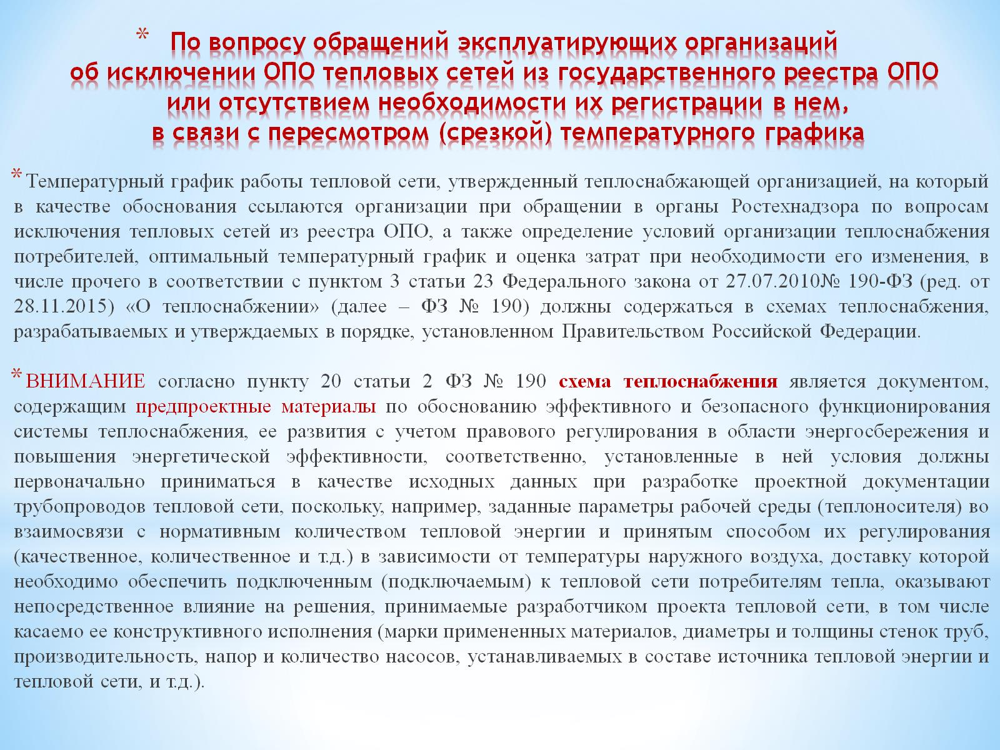 * По вопросу обращений эксплуатирующих организаций
об исключении ОПО тепловых сетей из государственного реестра ОПО
или отсутствием необходимости их регистрации в нем,
в связи с пересмотром (срезкой) температурного графика
* Температурный график работы тепловой сети, утвержденный теплоснабжающей организацией, на который
в качестве обоснования ссылаются организации при обращении в органы Ростехнадзора по вопросам
исключения тепловых сетей из реестра ОПО, а также определение условий организации теплоснабжения
потребителей, оптимальный температурный график и оценка затрат при необходимости его изменения, в
числе прочего в соответствии с пунктом 3 статьи 23 Федерального закона от 27.07.2010№ 190-ФЗ (ред. от
28.11.2015) «О теплоснабжении» (далее – ФЗ № 190) должны содержаться в схемах теплоснабжения,
разрабатываемых и утверждаемых в порядке, установленном Правительством Российской Федерации.
* ВНИМАНИЕ согласно пункту 20 статьи 2 ФЗ № 190 схема теплоснабжения является документом,
содержащим предпроектные материалы по обоснованию эффективного и безопасного функционирования
системы теплоснабжения, ее развития с учетом правового регулирования в области энергосбережения и
повышения энергетической эффективности, соответственно, установленные в ней условия должны
первоначально приниматься в качестве исходных данных при разработке проектной документации
трубопроводов тепловой сети, поскольку, например, заданные параметры рабочей среды (теплоносителя) во
взаимосвязи с нормативным количеством тепловой энергии и принятым способом их регулирования
(качественное, количественное и т.д.) в зависимости от температуры наружного воздуха, доставку которой
необходимо обеспечить подключенным (подключаемым) к тепловой сети потребителям тепла, оказывают
непосредственное влияние на решения, принимаемые разработчиком проекта тепловой сети, в том числе
касаемо ее конструктивного исполнения (марки примененных материалов, диаметры и толщины стенок труб,
производительность, напор и количество насосов, устанавливаемых в составе источника тепловой энергии и
тепловой сети, и т.д.).